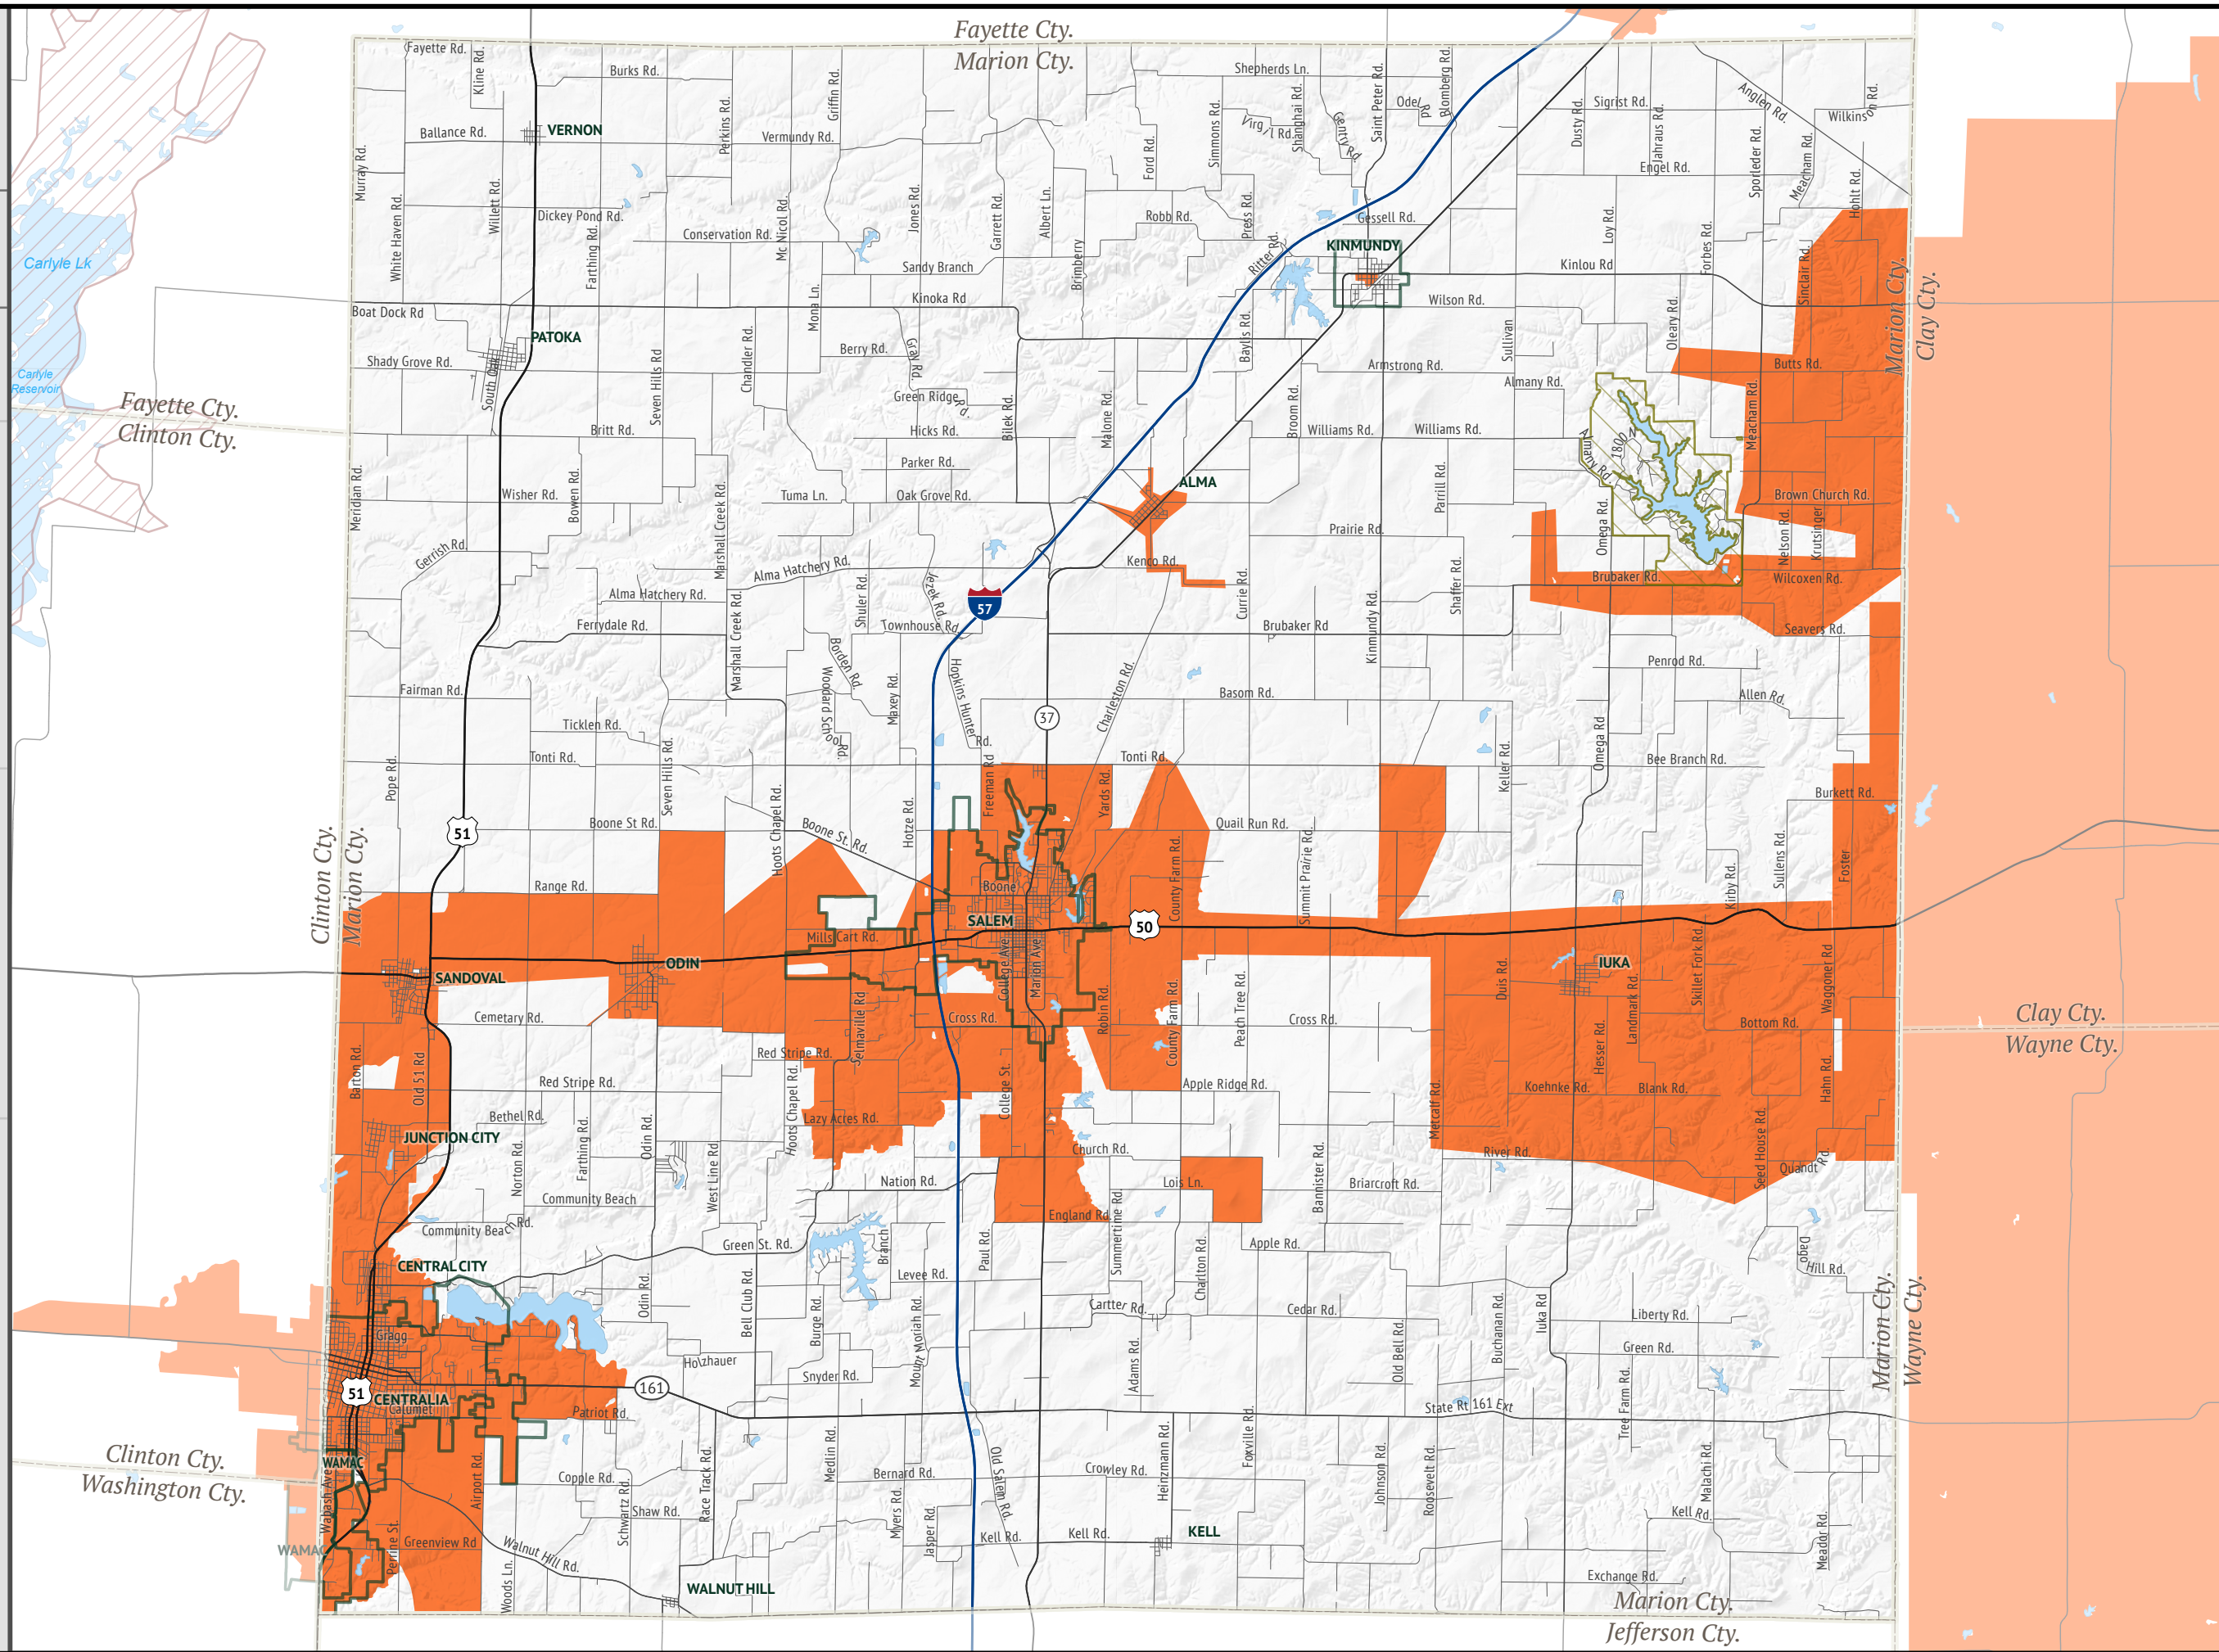 Fayette Cty.
Marion Cty.
Fayette Rd.
Kline Rd.
Burks Rd.
Perkins Rd.
Griffin Rd.
Shepherds Ln.
Saint Peter Rd.
Blomberg Rd.
Odel Rd
Shanghai Rd.
Simmons Rd.
Virgil Rd.
Gentry Rd.
Sigrist Rd.
Dusty Rd.
Jahraus Rd.
Anglen Rd.
Wilkinson Rd.
Ballance Rd.
VERNON
Vermundy Rd.
Ford Rd.
Engel Rd.
Sporleder Rd.
Meacham Rd.
Hohlt Rd.
Murray Rd.
White Haven Rd.
Willett Rd.
Dickey Pond Rd.
Farthing Rd.
Conservation Rd.
Mc Nicol Rd.
Jones Rd.
Garrett Rd.
Albert Ln.
Brimberry
Robb Rd.
Press Rd.
Gessell Rd.
Ritter Rd.
KINMUNDY
Loy Rd.
Forbes Rd.
Kinlou Rd
Sinclair Rd.
Marion Cty.
Clay Cty.
Carlyle Lk
Sandy Branch
Kinoka Rd
Mona Ln.
Wilson Rd.
Boat Dock Rd
PATOKA
Chandler Rd.
Berry Rd.
Gray Rd.
Baylis Rd.
Sullivan
Oleary Rd.
Shady Grove Rd.
South Oak
Seven Hills Rd
Armstrong Rd.
Butts Rd.
Almany Rd.
Carlyle
Reservoir
Fayette Cty.
Clinton Cty.
Green Ridge Rd.
Bilek Rd.
Malone Rd.
Broom Rd.
Meacham Rd.
Britt Rd.
Hicks Rd.
Williams Rd.
Williams Rd.
Almany Rd.
1800 N
Parker Rd.
Meridian Rd.
Wisher Rd.
Bowen Rd.
Marshall Creek Rd.
Tuma Ln.
Oak Grove Rd.
ALMA
Parrill Rd.
Brown Church Rd.
Prairie Rd.
Omega Rd.
Nelson Rd.
Krutsinger
Gerrish Rd.
Alma Hatchery Rd.
Kenco Rd.
Alma Hatchery Rd.
Marshall Creek Rd.
Shuler Rd.
Jezek Rd.
57
Currie Rd.
Kinmundy Rd.
Shaffer Rd.
Brubaker Rd.
Wilcoxen Rd.
Ferrydale Rd.
Townhouse Rd
Brubaker Rd
Seavers Rd.
Borden Rd.
Woodard School Rd.
Fairman Rd.
Maxey Rd.
Hopkins Hunter Rd.
Charleston Rd.
Basom Rd.
Penrod Rd.
Allen Rd.
37
Ticklen Rd.
Tonti Rd.
Pope Rd.
Seven Hills Rd.
Freeman Rd
Tonti Rd.
Yards Rd.
Keller Rd.
Omega Rd
Bee Branch Rd.
Burkett Rd.
51
Boone St Rd.
Hoots Chapel Rd.
Boone St. Rd.
Hotze Rd.
Quail Run Rd.
Clinton Cty.
Marion Cty.
Range Rd.
Boone
County Farm Rd.
Summit Prairie Rd.
Kirby Rd.
Sullens Rd.
Foster
SALEM
50
Mills Cart Rd.
College Ave.
Marion Ave.
ODIN
SANDOVAL
IUKA
Duis Rd.
Landmark Rd.
Skillet Fork Rd.
Waggoner Rd
Cemetary Rd.
Selmaville Rd
Cross Rd.
Robin Rd.
County Farm Rd.
Peach Tree Rd.
Cross Rd.
Bottom Rd.
Clay Cty.
Wayne Cty.
Barton Rd.
Old 51 Rd
Red Stripe Rd.
Red Stripe Rd.
Hoots Chapel Rd.
College St.
Apple Ridge Rd.
Metcalf Rd.
Hesser Rd.
Koehnke Rd.
Blank Rd.
Hahn Rd.
Bethel Rd.
Lazy Acres Rd.
JUNCTION CITY
Norton Rd.
Farthing Rd.
Odin Rd.
West Line Rd
Church Rd.
Bannister Rd.
River Rd.
Seed House Rd.
Quandt Rd.
Nation Rd.
Lois Ln.
Briarcroft Rd.
Community Beach
Community Beach Rd.
England Rd.
Summertime Rd
Green St. Rd.
Branch
Paul Rd.
Apple Rd.
Dago Hill Rd.
CENTRAL CITY
Levee Rd.
Charlton Rd.
Odin Rd.
Bell Club Rd.
Burge Rd.
Mount Moriah Rd.
Cartter Rd.
Cedar Rd.
Old Bell Rd.
Buchanan Rd.
Iuka Rd
Liberty Rd.
Green Rd.
Marion Cty.
Wayne Cty.
Gragg
Holzhauer
Snyder Rd.
Adams Rd.
51
CENTRALIA
Calumet
161
Patriot Rd.
State Rt 161 Ext
Tree Farm Rd.
Clinton Cty.
Washington Cty.
WAMAC
Airport Rd.
Copple Rd.
Schwartz Rd.
Race Track Rd.
Medlin Rd.
Bernard Rd.
Old Salem Rd.
Crowley Rd.
Heinzmann Rd.
Foxville Rd.
Johnson Rd.
Roosevelt Rd.
Malachi Rd.
Wabash Ave.
Shaw Rd.
Myers Rd.
Jasper Rd.
Kell Rd.
Kell Rd.
KELL
Kell Rd.
Meador Rd.
WAMAC
Perrine St.
Greenview Rd
Walnut Hill Rd.
Woods Ln.
WALNUT HILL
Exchange Rd.
Marion Cty.
Jefferson Cty.